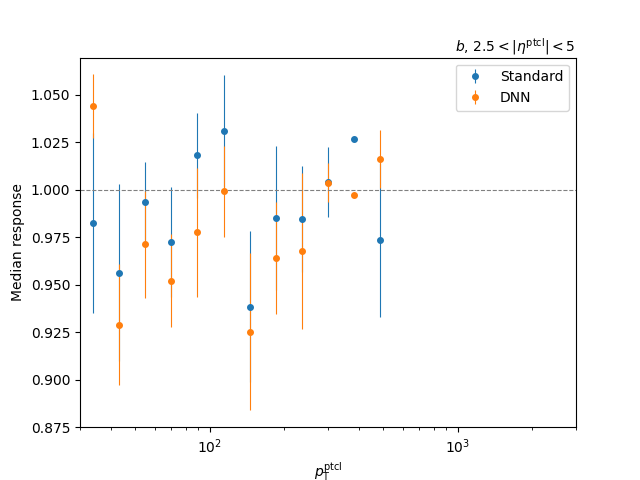 b, 2.5 < |η^ptcl| < 5
Standard
DNN
Median response
1.050
1.025
1.000
0.975
0.950
0.925
0.900
0.875
10^2
10^3
p_T^ptcl